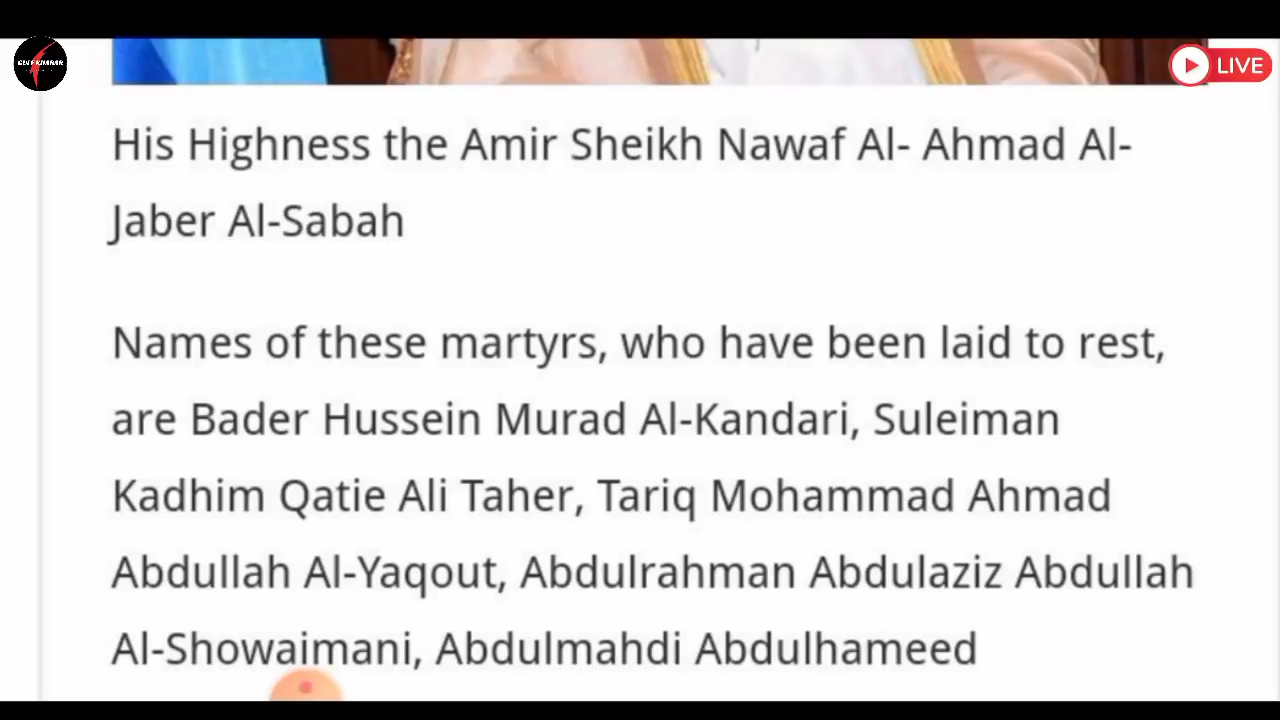 GULF KHABAR
LIVE
His Highness the Amir Sheikh Nawaf Al- Ahmad Al-
Jaber Al-Sabah
Names of these martyrs, who have been laid to rest,
are Bader Hussein Murad Al-Kandari, Suleiman
Kadhim Qatie Ali Taher, Tariq Mohammad Ahmad
Abdullah Al-Yaqout, Abdulrahman Abdulaziz Abdullah
Al-Showaimani, Abdulmahdi Abdulhameed